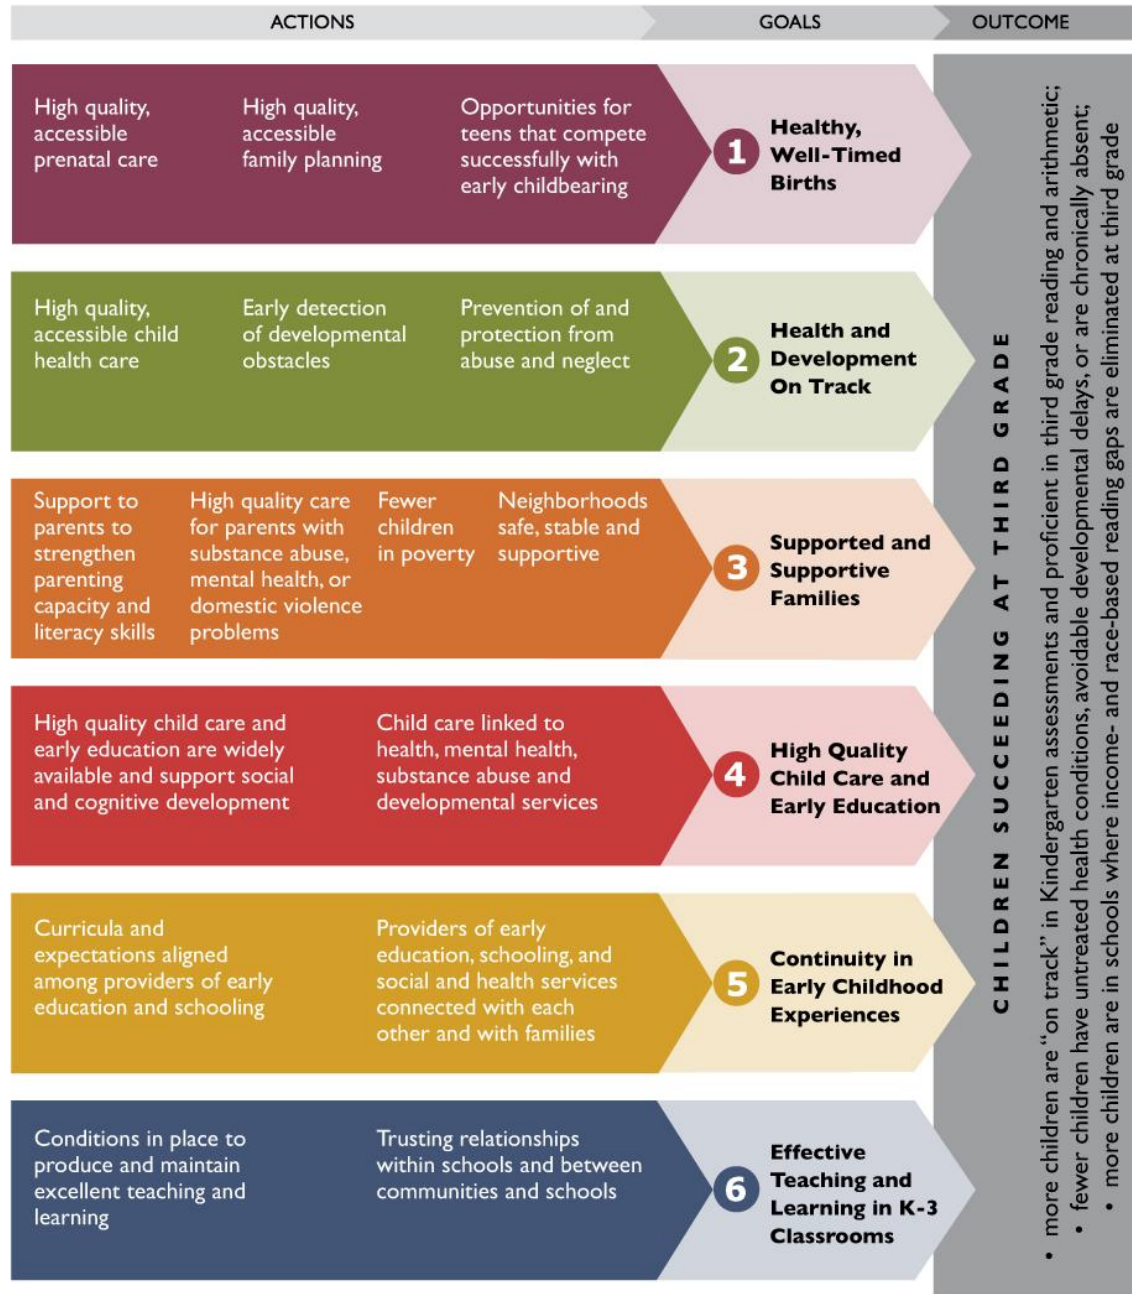 ACTIONS
GOALS
OUTCOME
High quality,
accessible
prenatal care
High quality,
accessible
family planning
Opportunities for
teens that compete
successfully with
early childbearing
1
Healthy,
Well-Timed
Births
High quality,
accessible child
health care
Early detection
of developmental
obstacles
Prevention of and
protection from
abuse and neglect
2
Health and
Development
On Track
Support to
parents to
strengthen
parenting
capacity and
literacy skills
High quality care
for parents with
substance abuse,
mental health, or
domestic violence
problems
Fewer
children
in poverty
Neighborhoods
safe, stable and
supportive
3
Supported and
Supportive
Families
High quality child care and
early education are widely
available and support social
and cognitive development
Child care linked to
health, mental health,
substance abuse and
developmental services
4
High Quality
Child Care and
Early Education
Curricula and
expectations aligned
among providers of early
education and schooling
Providers of early
education, schooling, and
social and health services
connected with each
other and with families
5
Continuity in
Early Childhood
Experiences
Conditions in place to
produce and maintain
excellent teaching and
learning
Trusting relationships
within schools and between
communities and schools
6
Effective
Teaching and
Learning in K-3
Classrooms
CHILDREN SUCCEEDING AT THIRD GRADE
• more children are “on track” in Kindergarten assessments and proficient in third grade reading and arithmetic;
• fewer children have untreated health conditions, avoidable developmental delays, or are chronically absent;
• more children are in schools where income- and race-based reading gaps are eliminated at third grade